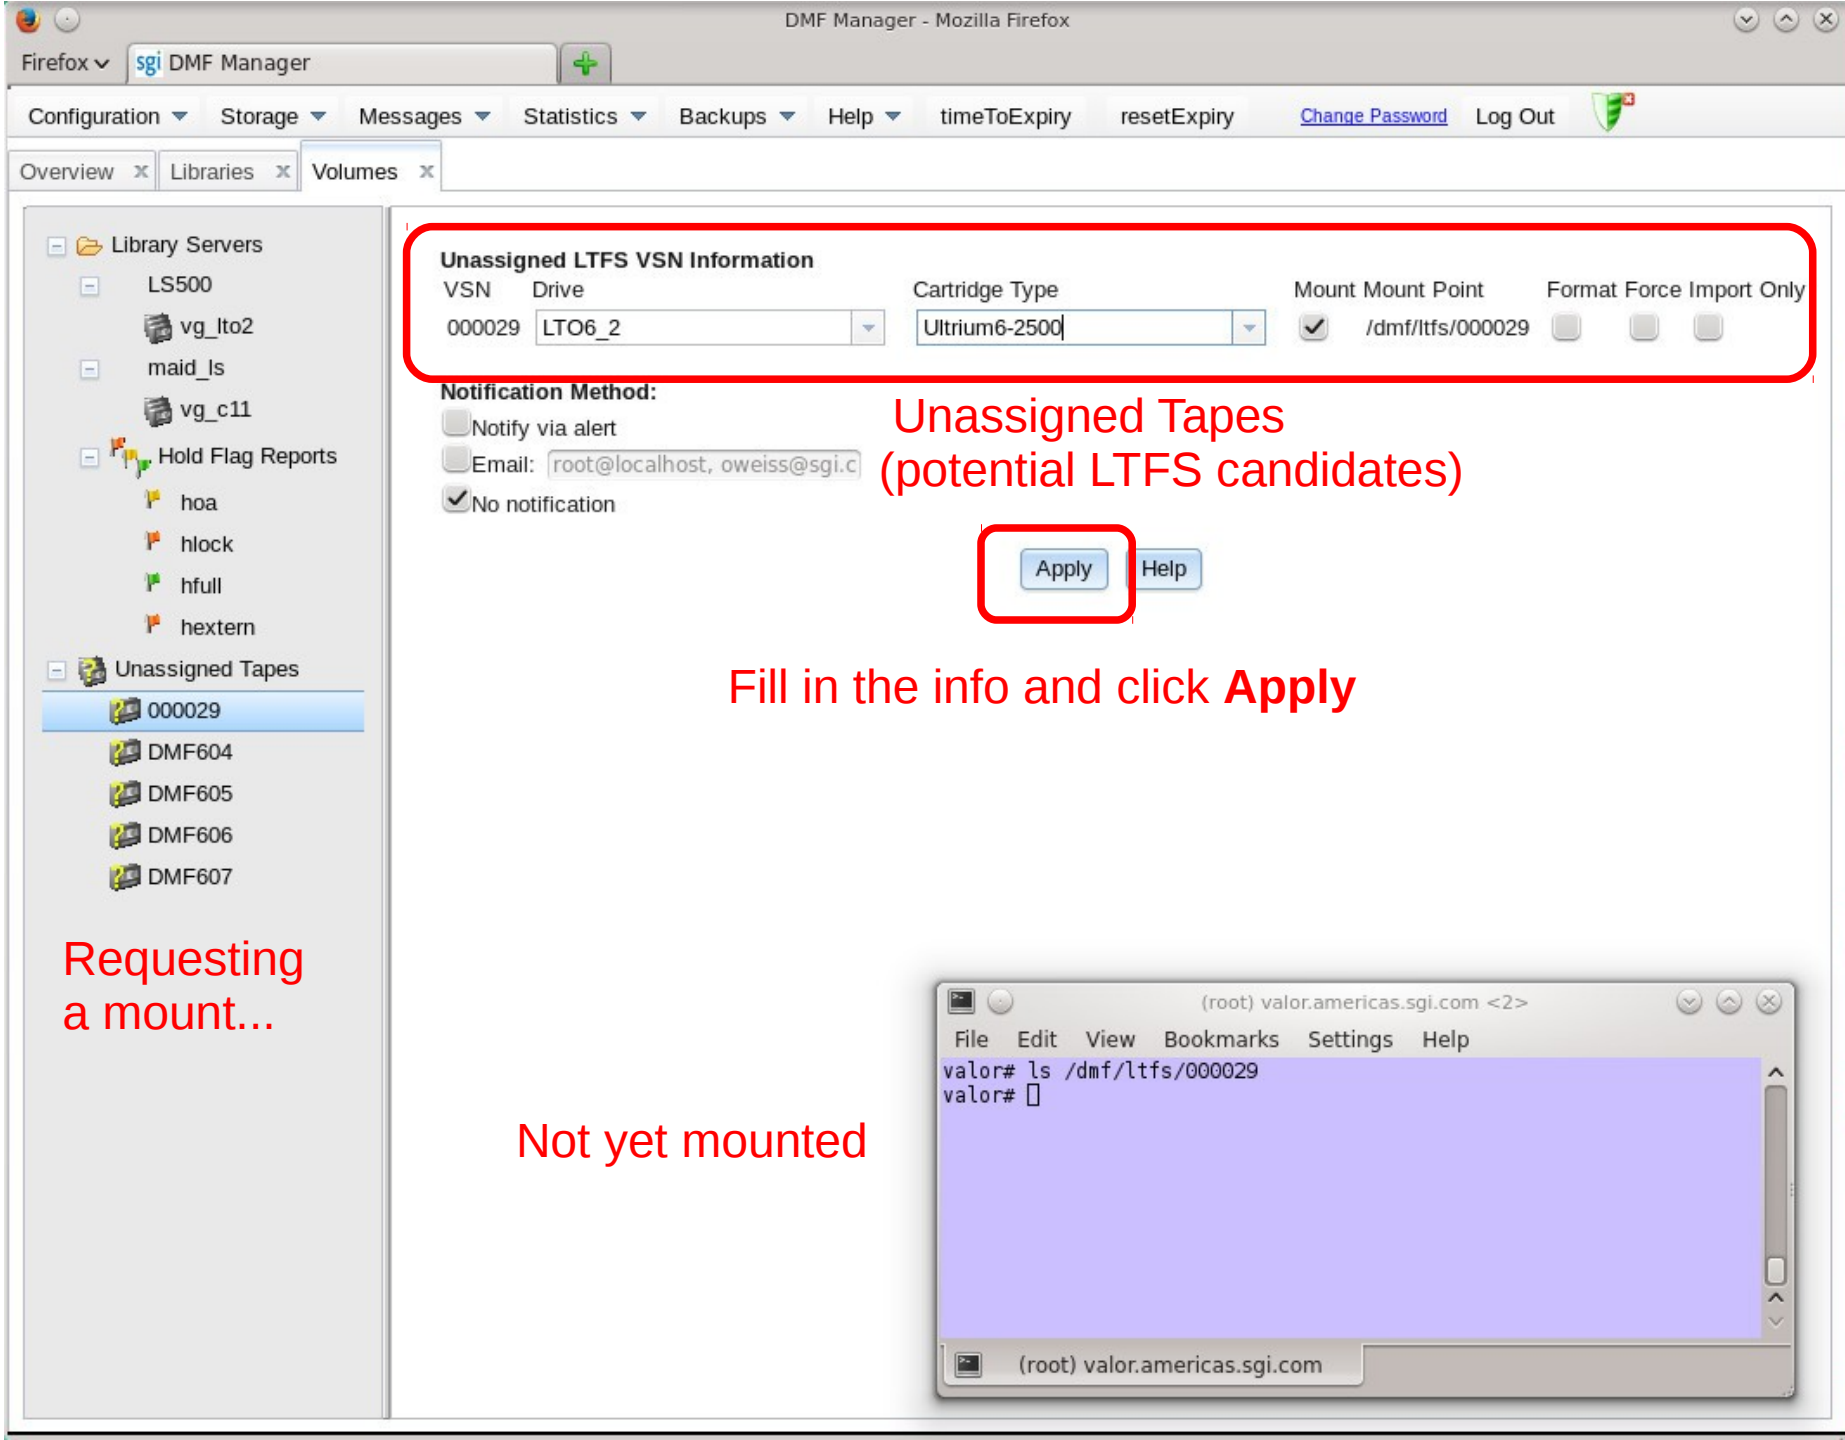 DMF Manager - Mozilla Firefox
Firefox
sgi DMF Manager
Configuration Storage Messages Statistics Backups Help timeToExpiry resetExpiry Change Password Log Out
Overview x Libraries x Volumes x
Library Servers
LS500
vg_lto2
maid_ls
vg_c11
Hold Flag Reports
hoa
hlock
hfull
hextern
Unassigned Tapes
000029
DMF604
DMF605
DMF606
DMF607
Requesting
a mount...
Unassigned LTFS VSN Information
VSN Drive Cartridge Type Mount Mount Point Format Force Import Only
000029 LTO6_2 Ultrium6-2500 /dmf/ltfs/000029
Notification Method:
Notify via alert
Email: root@localhost, oweiss@sgi.c
No notification
Unassigned Tapes
(potential LTFS candidates)
Apply Help
Fill in the info and click Apply
Not yet mounted
(root) valor.americas.sgi.com <2>
File Edit View Bookmarks Settings Help
valor# ls /dmf/ltfs/000029
valor#
(root) valor.americas.sgi.com